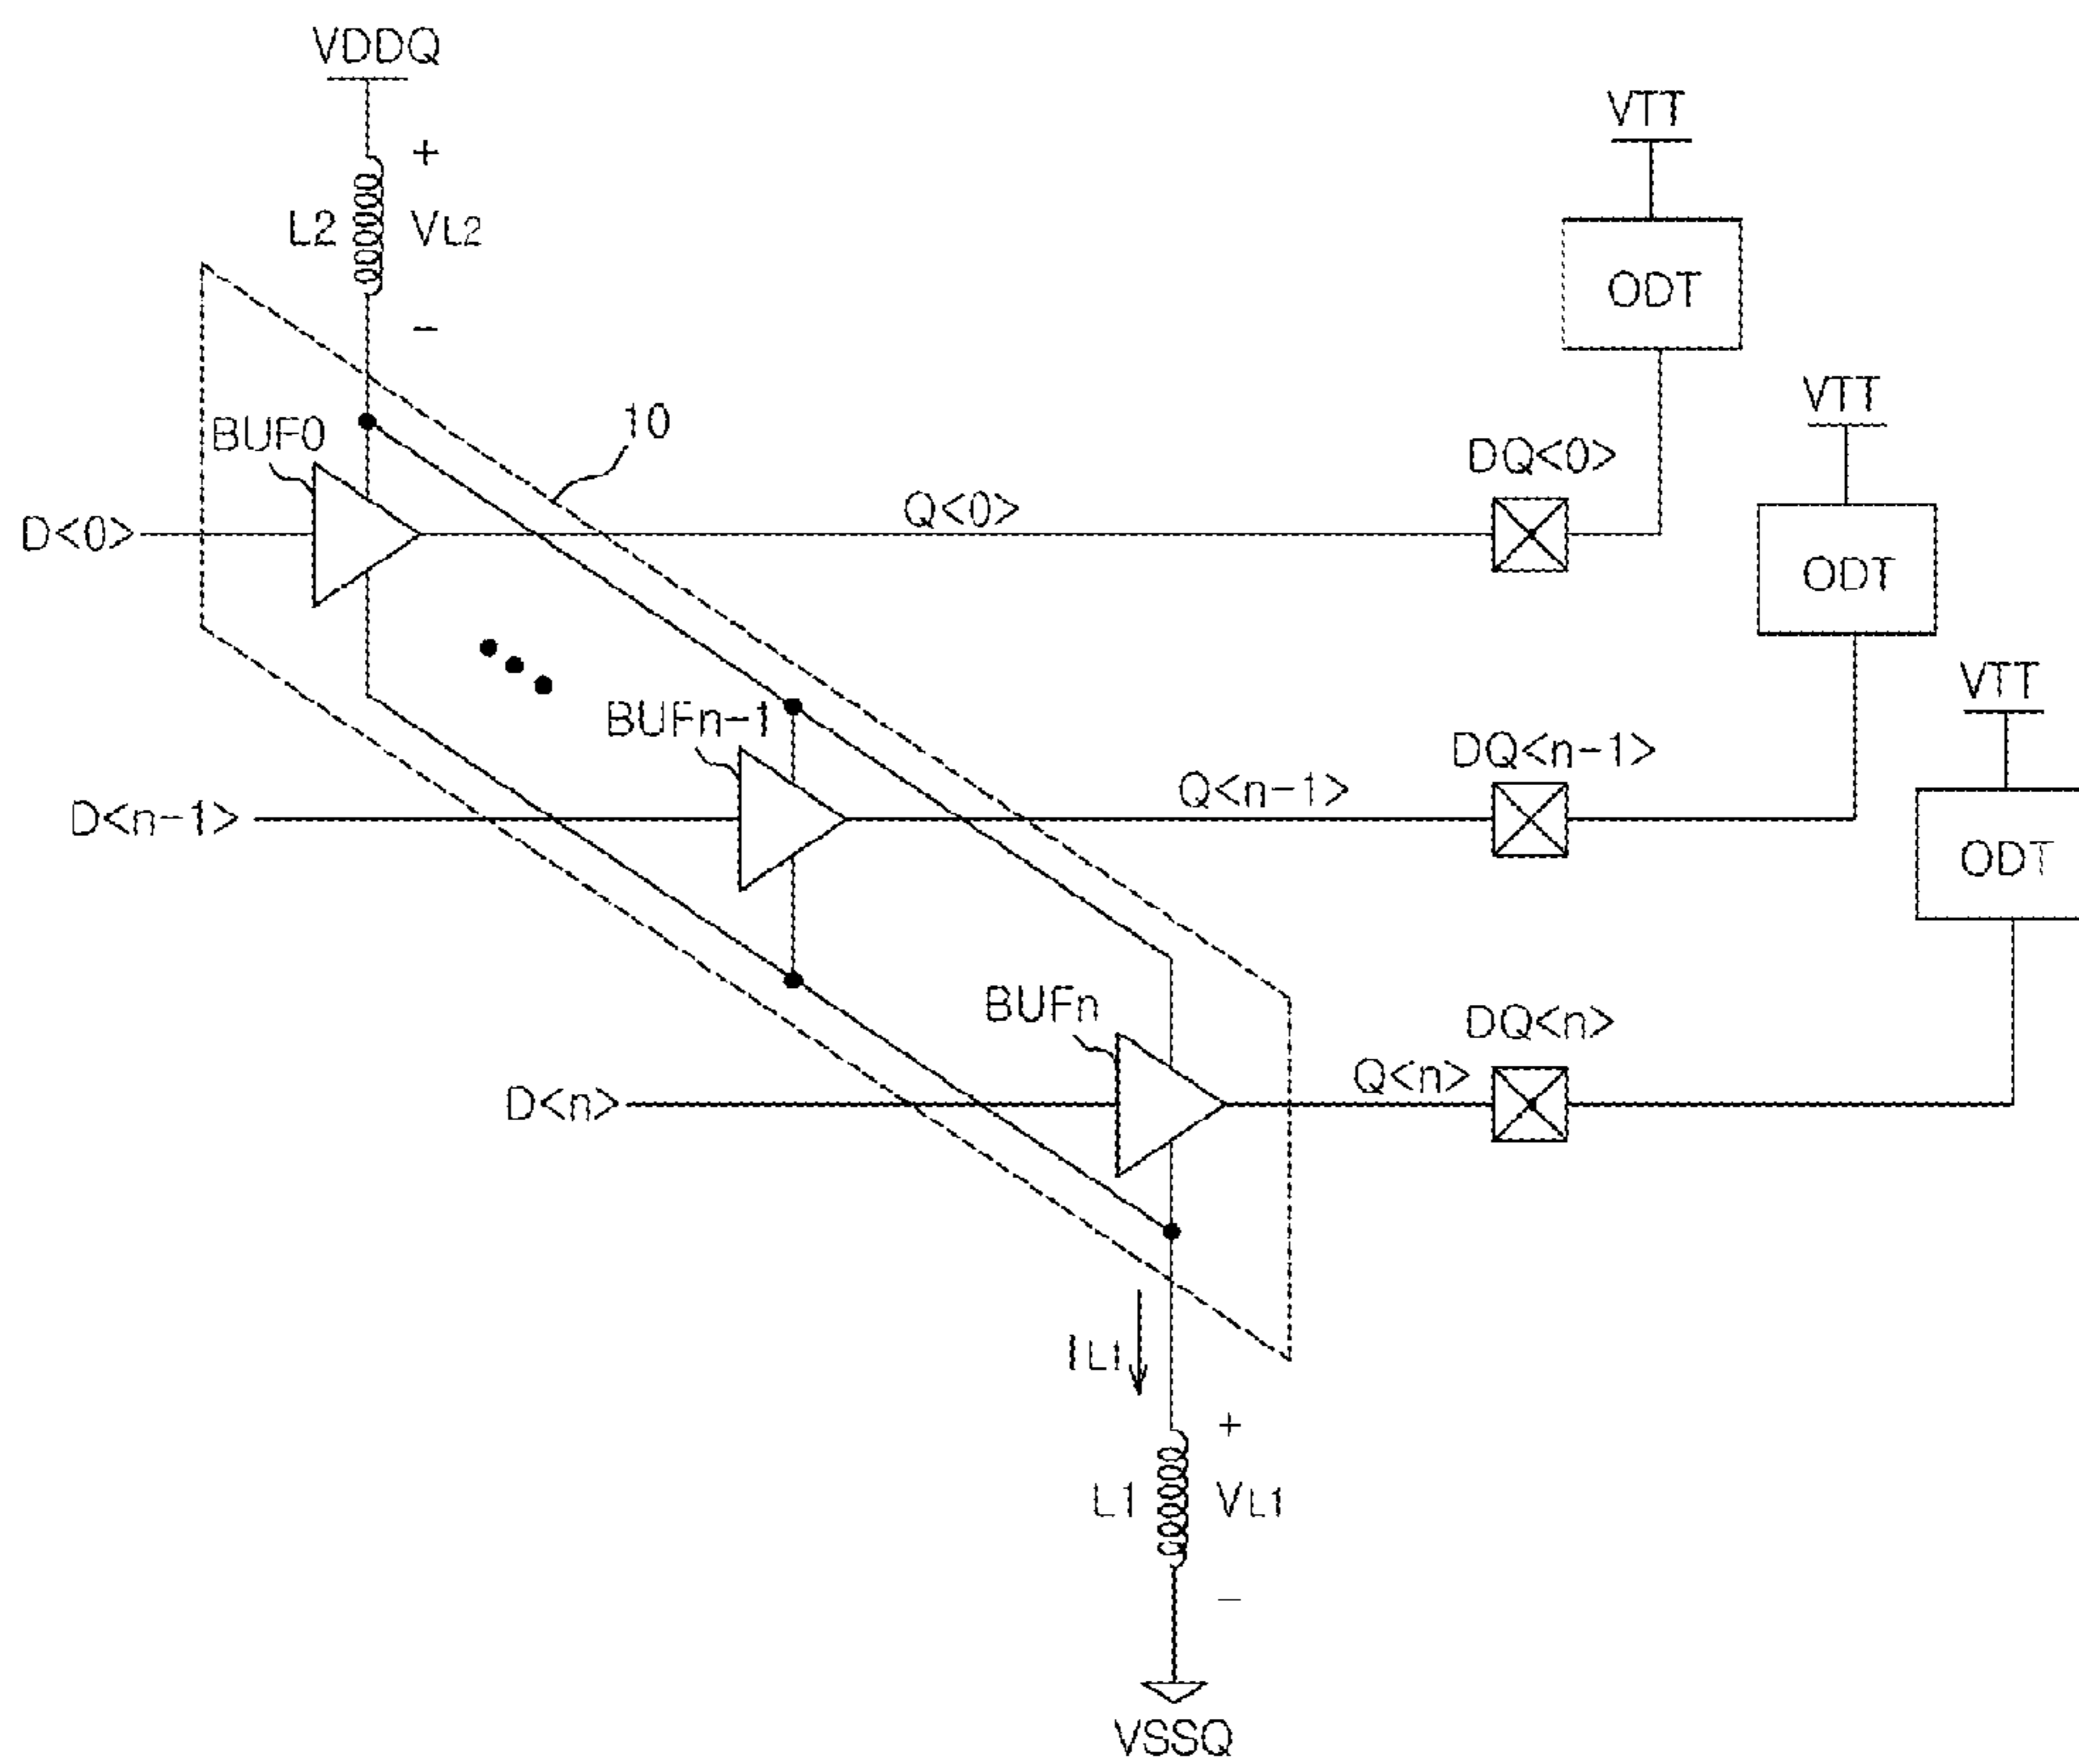 VDDQ
VTT
+
L2
VL2
ODT
-
VTT
BUF0
10
DQ<0>
D<0>
Q<0>
ODT
VTT
BUFn-1
DQ<n-1>
D<n-1>
Q<n-1>
ODT
BUFn
DQ<n>
D<n>
Q<n>
IL1
+
L1
VL1
-
VSSQ